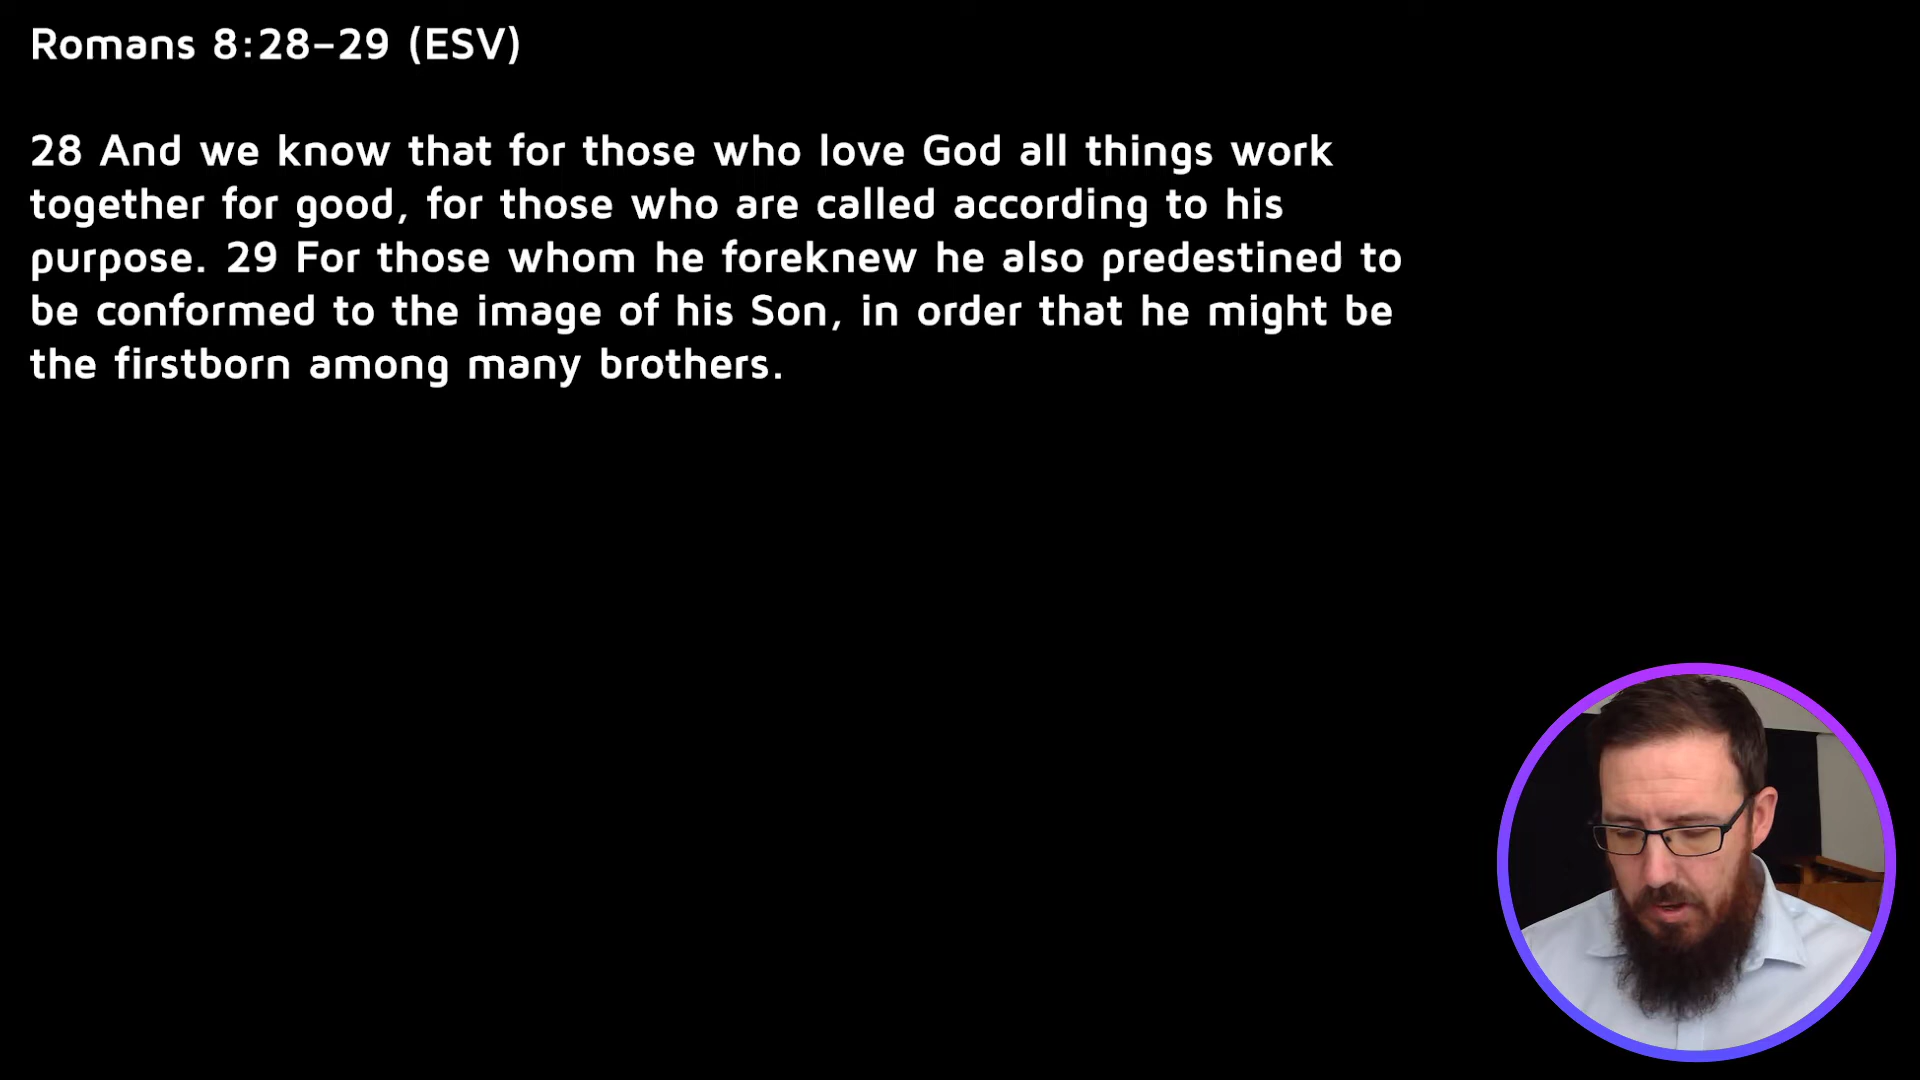 Romans 8:28–29 (ESV)
28 And we know that for those who love God all things work
together for good, for those who are called according to his
purpose. 29 For those whom he foreknew he also predestined to
be conformed to the image of his Son, in order that he might be
the firstborn among many brothers.